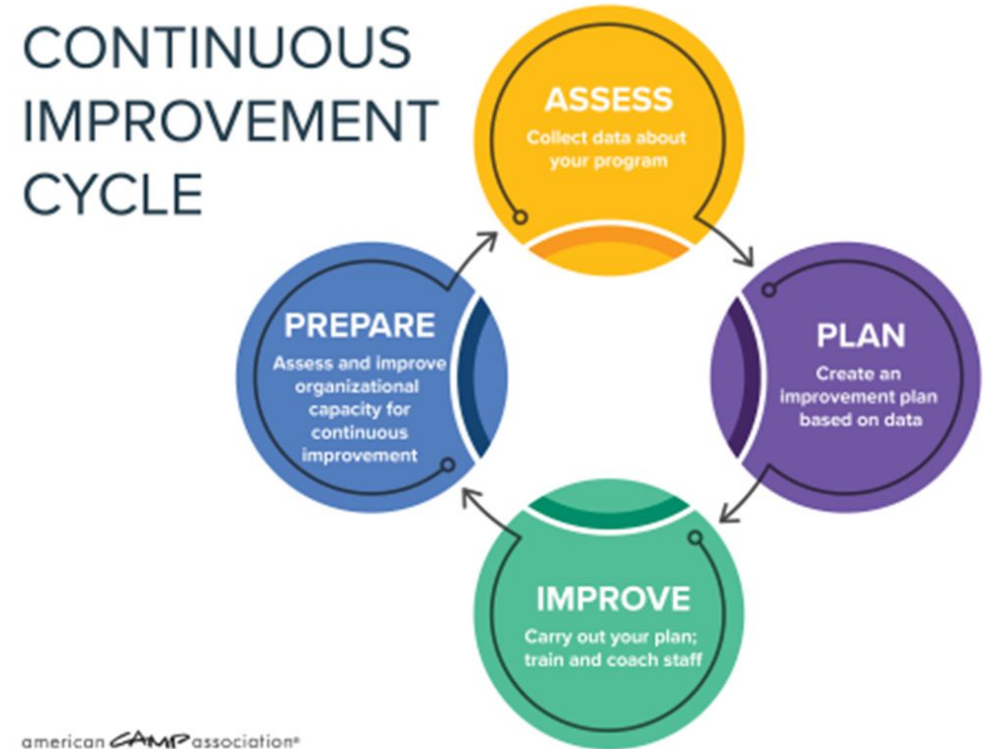 CONTINUOUS
IMPROVEMENT
CYCLE
ASSESS
Collect data about
your program
PLAN
Create an
improvement plan
based on data
IMPROVE
Carry out your plan;
train and coach staff
PREPARE
Assess and improve
organizational
capacity for
continuous
improvement
american CAMP association®